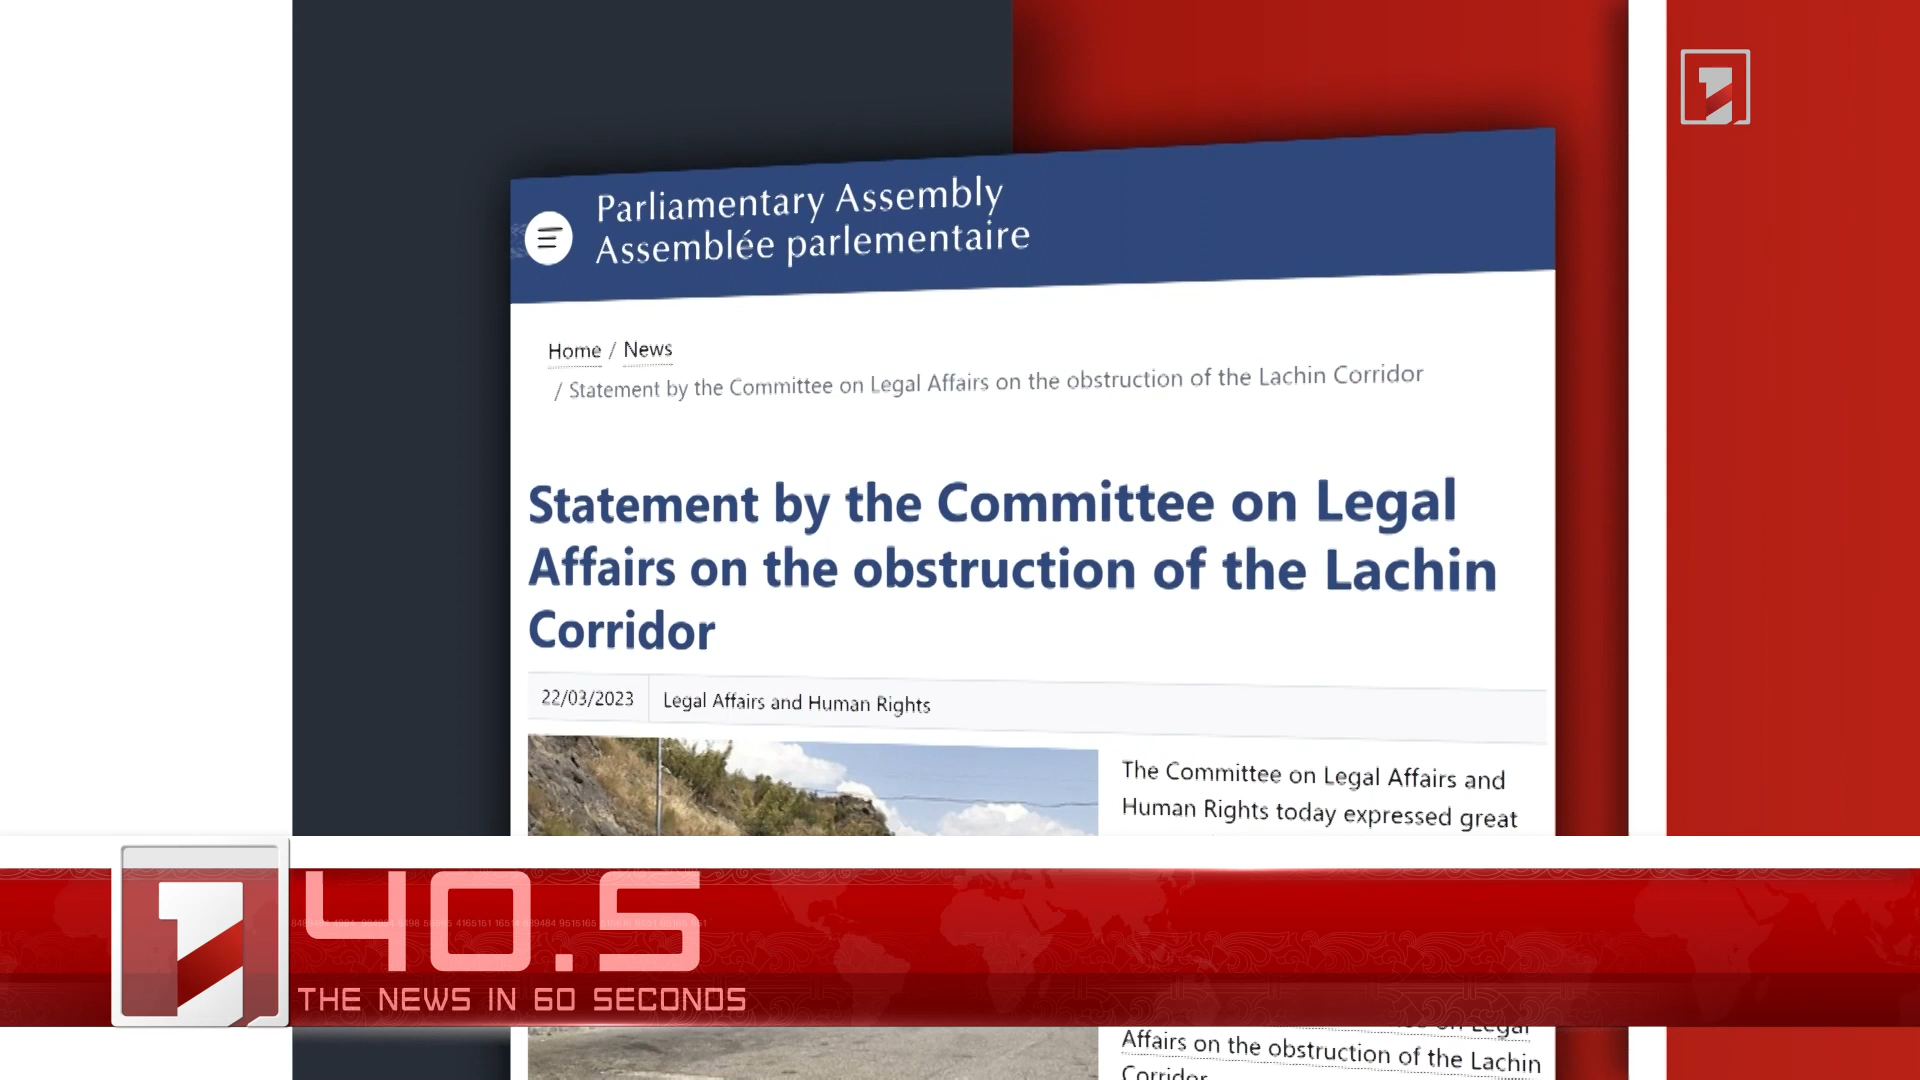 Parliamentary Assembly
Assemblée parlementaire
Home / News
/ Statement by the Committee on Legal Affairs on the obstruction of the Lachin Corridor
Statement by the Committee on Legal
Affairs on the obstruction of the Lachin
Corridor
22/03/2023
Legal Affairs and Human Rights
The Committee on Legal Affairs and
Human Rights today expressed great
40.5
THE NEWS IN 60 SECONDS
on Legal
Affairs on the obstruction of the Lachin
Corridor